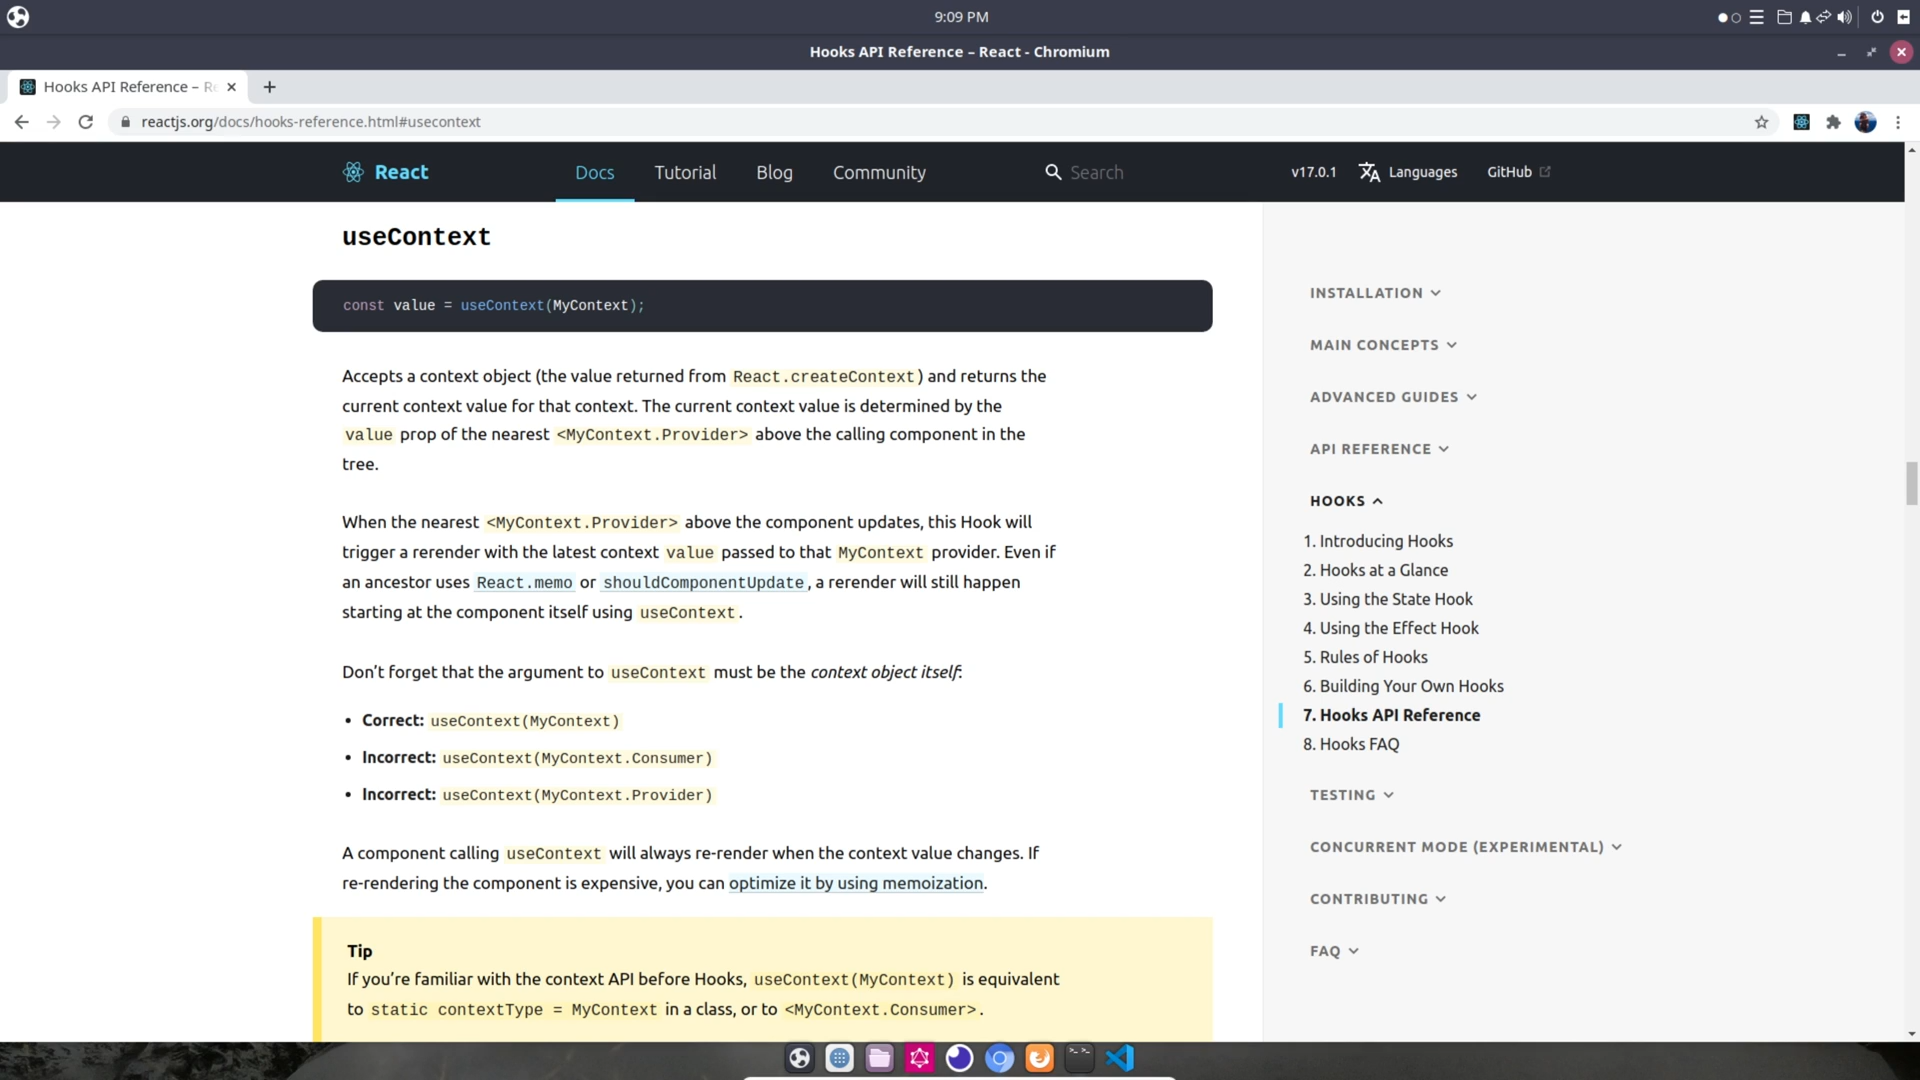 9:09 PM
Hooks API Reference – React - Chromium
Hooks API Reference – Re
reactjs.org/docs/hooks-reference.html#usecontext
React Docs Tutorial Blog Community Search v17.0.1 Languages GitHub
useContext
const value = useContext(MyContext);
Accepts a context object (the value returned from React.createContext) and returns the
current context value for that context. The current context value is determined by the
value prop of the nearest <MyContext.Provider> above the calling component in the
tree.
When the nearest <MyContext.Provider> above the component updates, this Hook will
trigger a rerender with the latest context value passed to that MyContext provider. Even if
an ancestor uses React.memo or shouldComponentUpdate, a rerender will still happen
starting at the component itself using useContext.
Don’t forget that the argument to useContext must be the context object itself:
• Correct: useContext(MyContext)
• Incorrect: useContext(MyContext.Consumer)
• Incorrect: useContext(MyContext.Provider)
A component calling useContext will always re-render when the context value changes. If
re-rendering the component is expensive, you can optimize it by using memoization.
Tip
If you’re familiar with the context API before Hooks, useContext(MyContext) is equivalent
to static contextType = MyContext in a class, or to <MyContext.Consumer>.
INSTALLATION
MAIN CONCEPTS
ADVANCED GUIDES
API REFERENCE
HOOKS
1. Introducing Hooks
2. Hooks at a Glance
3. Using the State Hook
4. Using the Effect Hook
5. Rules of Hooks
6. Building Your Own Hooks
7. Hooks API Reference
8. Hooks FAQ
TESTING
CONCURRENT MODE (EXPERIMENTAL)
CONTRIBUTING
FAQ